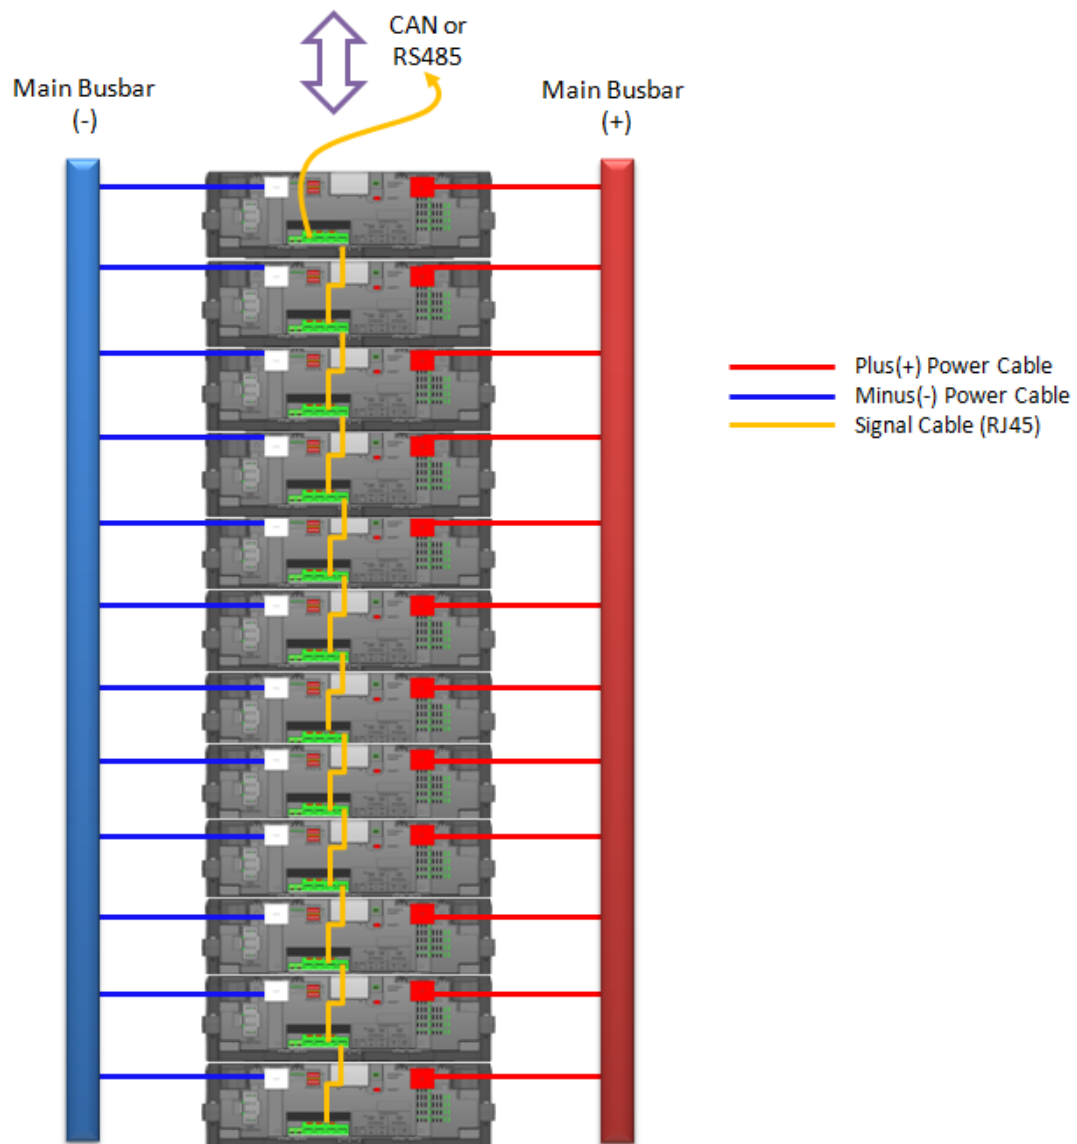 CAN or
RS485
Main Busbar
(-)
Main Busbar
(+)
Plus(+) Power Cable
Minus(-) Power Cable
Signal Cable (RJ45)